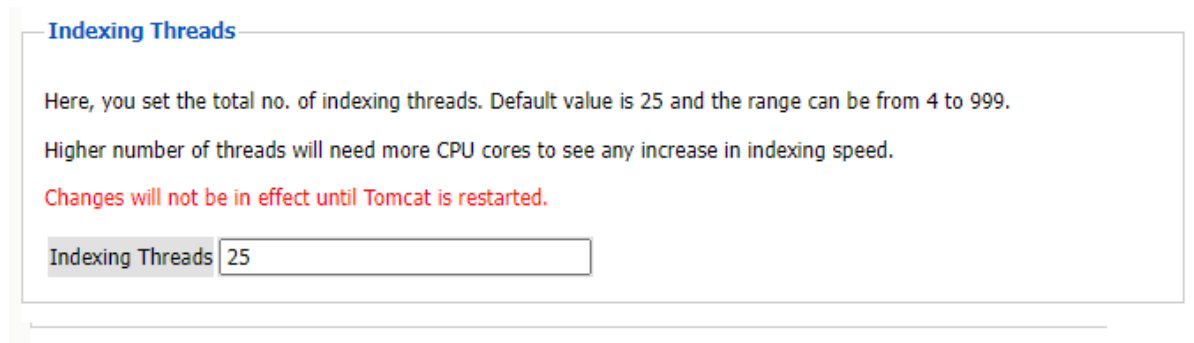 Indexing Threads
Here, you set the total no. of indexing threads. Default value is 25 and the range can be from 4 to 999.
Higher number of threads will need more CPU cores to see any increase in indexing speed.
Changes will not be in effect until Tomcat is restarted.
Indexing Threads 25